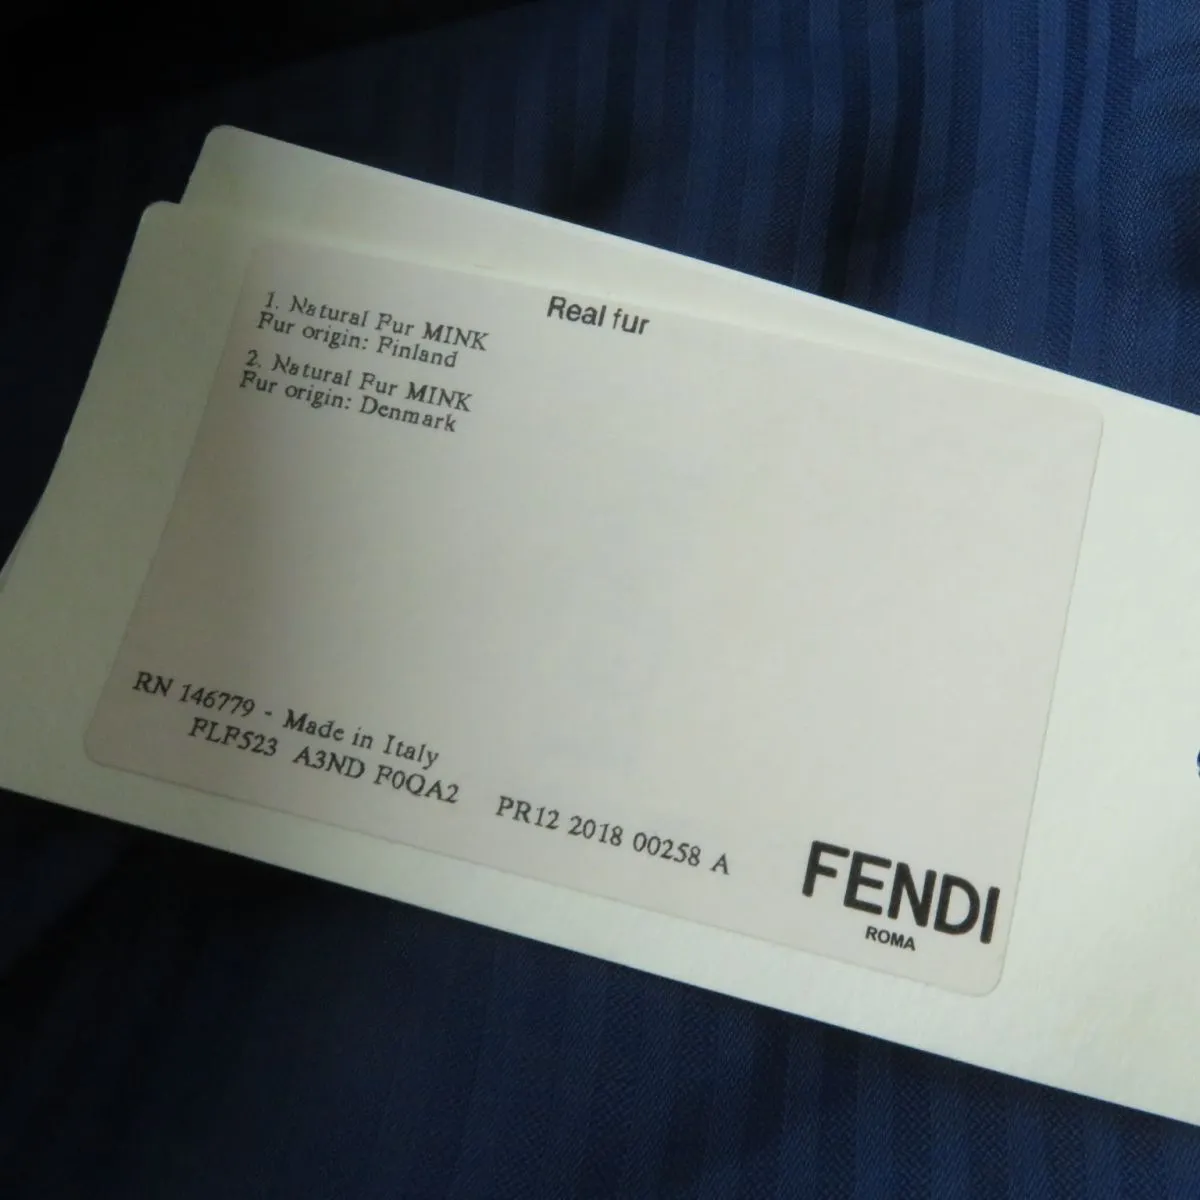 Real fur
1. Natural Fur MINK
Fur origin: Finland
2. Natural Fur MINK
Fur origin: Denmark
RN 146779 - Made in Italy
FLF523 A3ND F0QA2 PR12 2018 00258 A
FENDI
ROMA